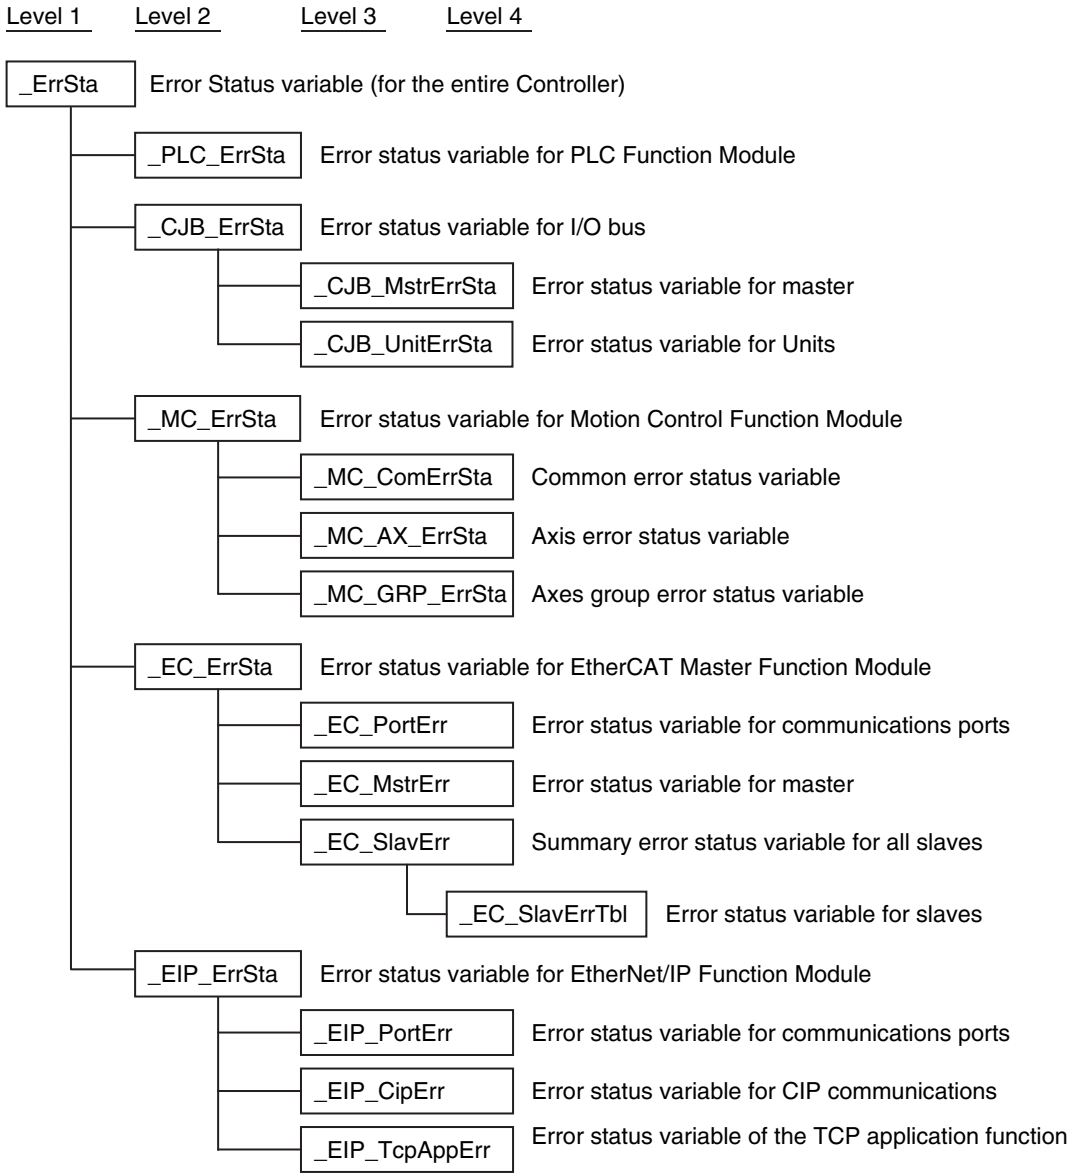 Level 1 Level 2 Level 3 Level 4
_ErrSta Error Status variable (for the entire Controller)
_PLC_ErrSta Error status variable for PLC Function Module
_CJB_ErrSta Error status variable for I/O bus
_CJB_MstrErrSta Error status variable for master
_CJB_UnitErrSta Error status variable for Units
_MC_ErrSta Error status variable for Motion Control Function Module
_MC_ComErrSta Common error status variable
_MC_AX_ErrSta Axis error status variable
_MC_GRP_ErrSta Axes group error status variable
_EC_ErrSta Error status variable for EtherCAT Master Function Module
_EC_PortErr Error status variable for communications ports
_EC_MstrErr Error status variable for master
_EC_SlavErr Summary error status variable for all slaves
_EC_SlavErrTbl Error status variable for slaves
_EIP_ErrSta Error status variable for EtherNet/IP Function Module
_EIP_PortErr Error status variable for communications ports
_EIP_CipErr Error status variable for CIP communications
_EIP_TcpAppErr Error status variable of the TCP application function